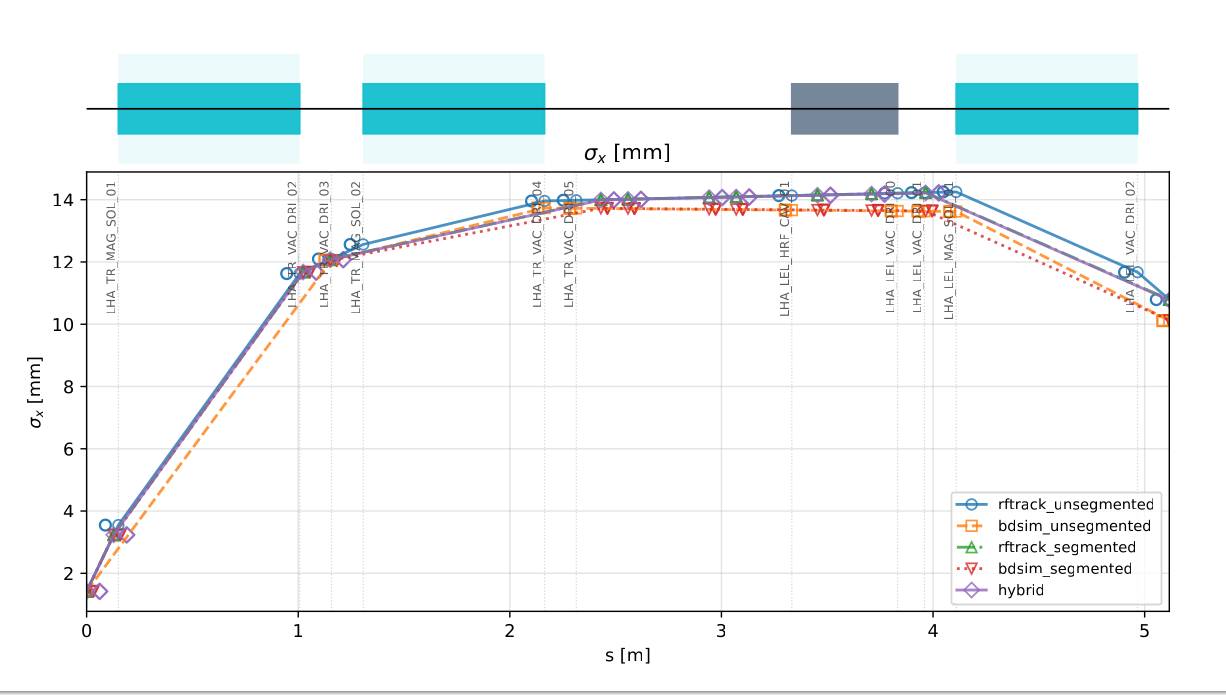 σx [mm]
14
12
10
8
6
4
2
σx [mm]
LHA_TR_MAG_SOL_01
LHA_TR_VAC_DRI_02
LHA_TR_VAC_DRI_03
LHA_TR_MAG_SOL_02
LHA_TR_VAC_DRI_04
LHA_TR_VAC_DRI_05
LHA_LEL_VAC_DRI_02
rftrack_unsegmented
bdsim_unsegmented
rftrack_segmented
bdsim_segmented
hybrid
0 1 2 3 4 5
s [m]